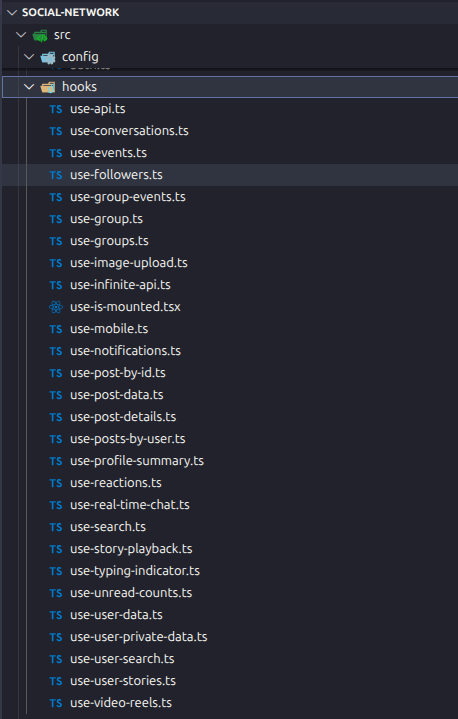 SOCIAL-NETWORK
src
config
hooks
TS use-api.ts
TS use-conversations.ts
TS use-events.ts
TS use-followers.ts
TS use-group-events.ts
TS use-group.ts
TS use-groups.ts
TS use-image-upload.ts
TS use-infinite-api.ts
use-is-mounted.tsx
TS use-mobile.ts
TS use-notifications.ts
TS use-post-by-id.ts
TS use-post-data.ts
TS use-post-details.ts
TS use-posts-by-user.ts
TS use-profile-summary.ts
TS use-reactions.ts
TS use-real-time-chat.ts
TS use-search.ts
TS use-story-playback.ts
TS use-typing-indicator.ts
TS use-unread-counts.ts
TS use-user-data.ts
TS use-user-private-data.ts
TS use-user-search.ts
TS use-user-stories.ts
TS use-video-reels.ts